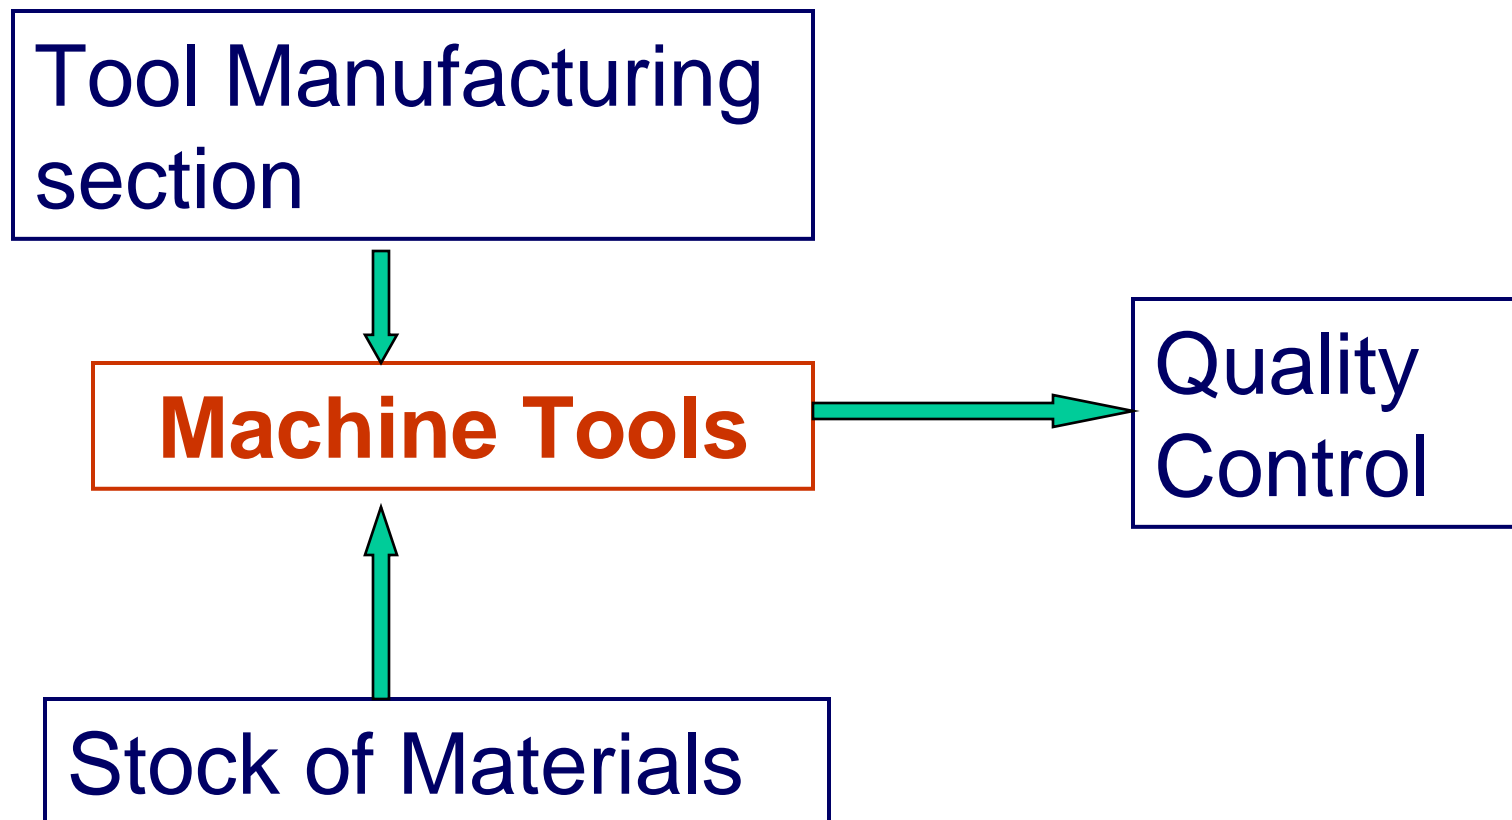 Tool Manufacturing
section
Machine Tools
Quality
Control
Stock of Materials